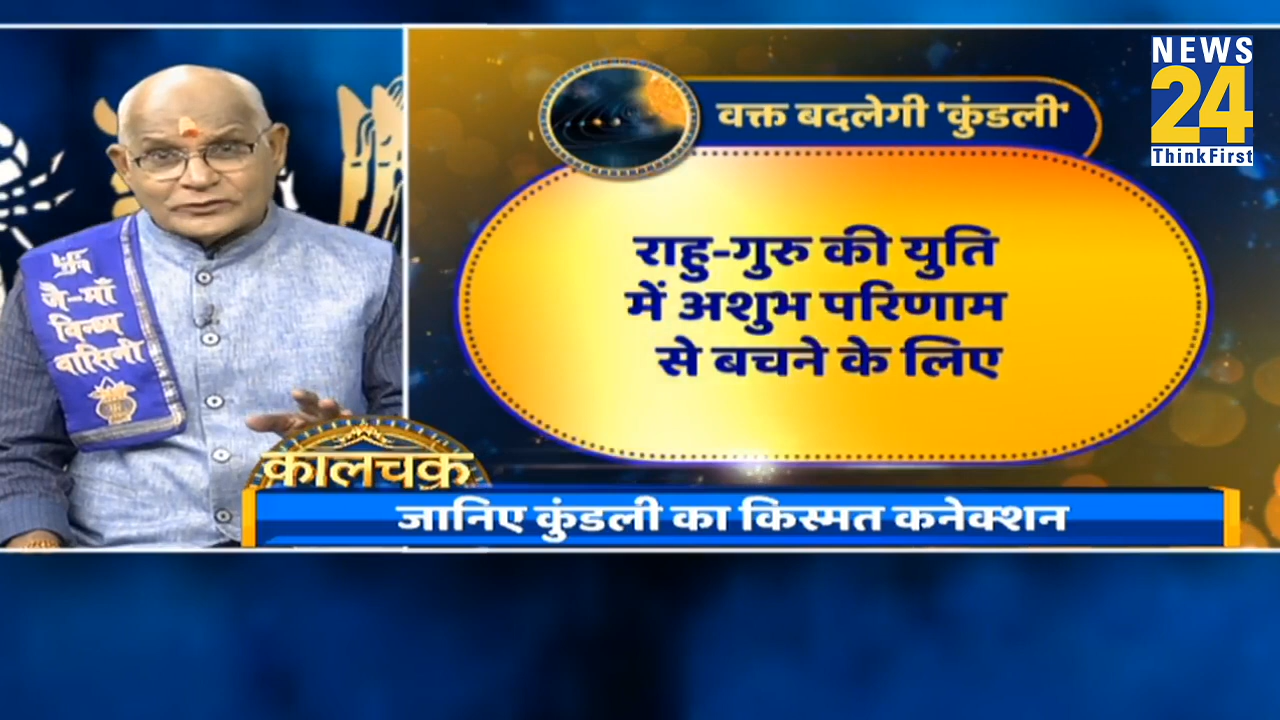 NEWS
24
ThinkFirst
वक्त बदलेगी 'कुंडली'
राहु-गुरु की युति
में अशुभ परिणाम
से बचने के लिए
जै-माँ
विन्ध्य
वासिनी
कालचक्र
जानिए कुंडली का किस्मत कनेक्शन